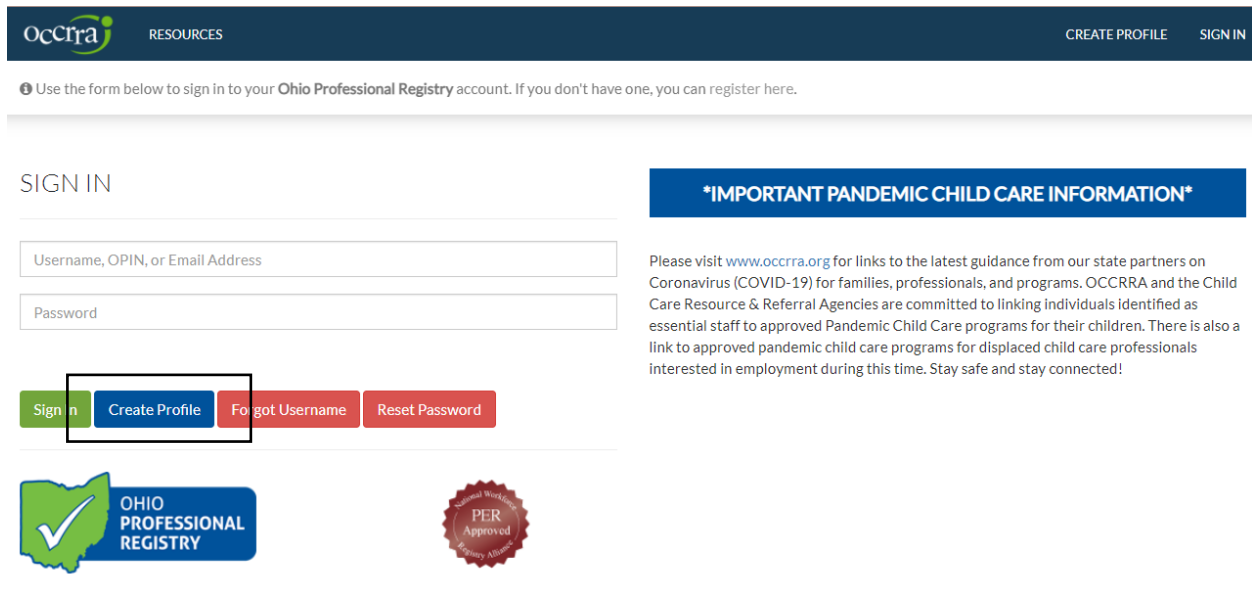 occrra
RESOURCES
CREATE PROFILE
SIGN IN
Use the form below to sign in to your Ohio Professional Registry account. If you don't have one, you can register here.
SIGN IN
Username, OPIN, or Email Address
Password
Sign In
Create Profile
Forgot Username
Reset Password
OHIO
PROFESSIONAL
REGISTRY
National Workforce
PER
Approved
Registry Alliance
*IMPORTANT PANDEMIC CHILD CARE INFORMATION*
Please visit www.occrra.org for links to the latest guidance from our state partners on
Coronavirus (COVID-19) for families, professionals, and programs. OCCRRA and the Child
Care Resource & Referral Agencies are committed to linking individuals identified as
essential staff to approved Pandemic Child Care programs for their children. There is also a
link to approved pandemic child care programs for displaced child care professionals
interested in employment during this time. Stay safe and stay connected!